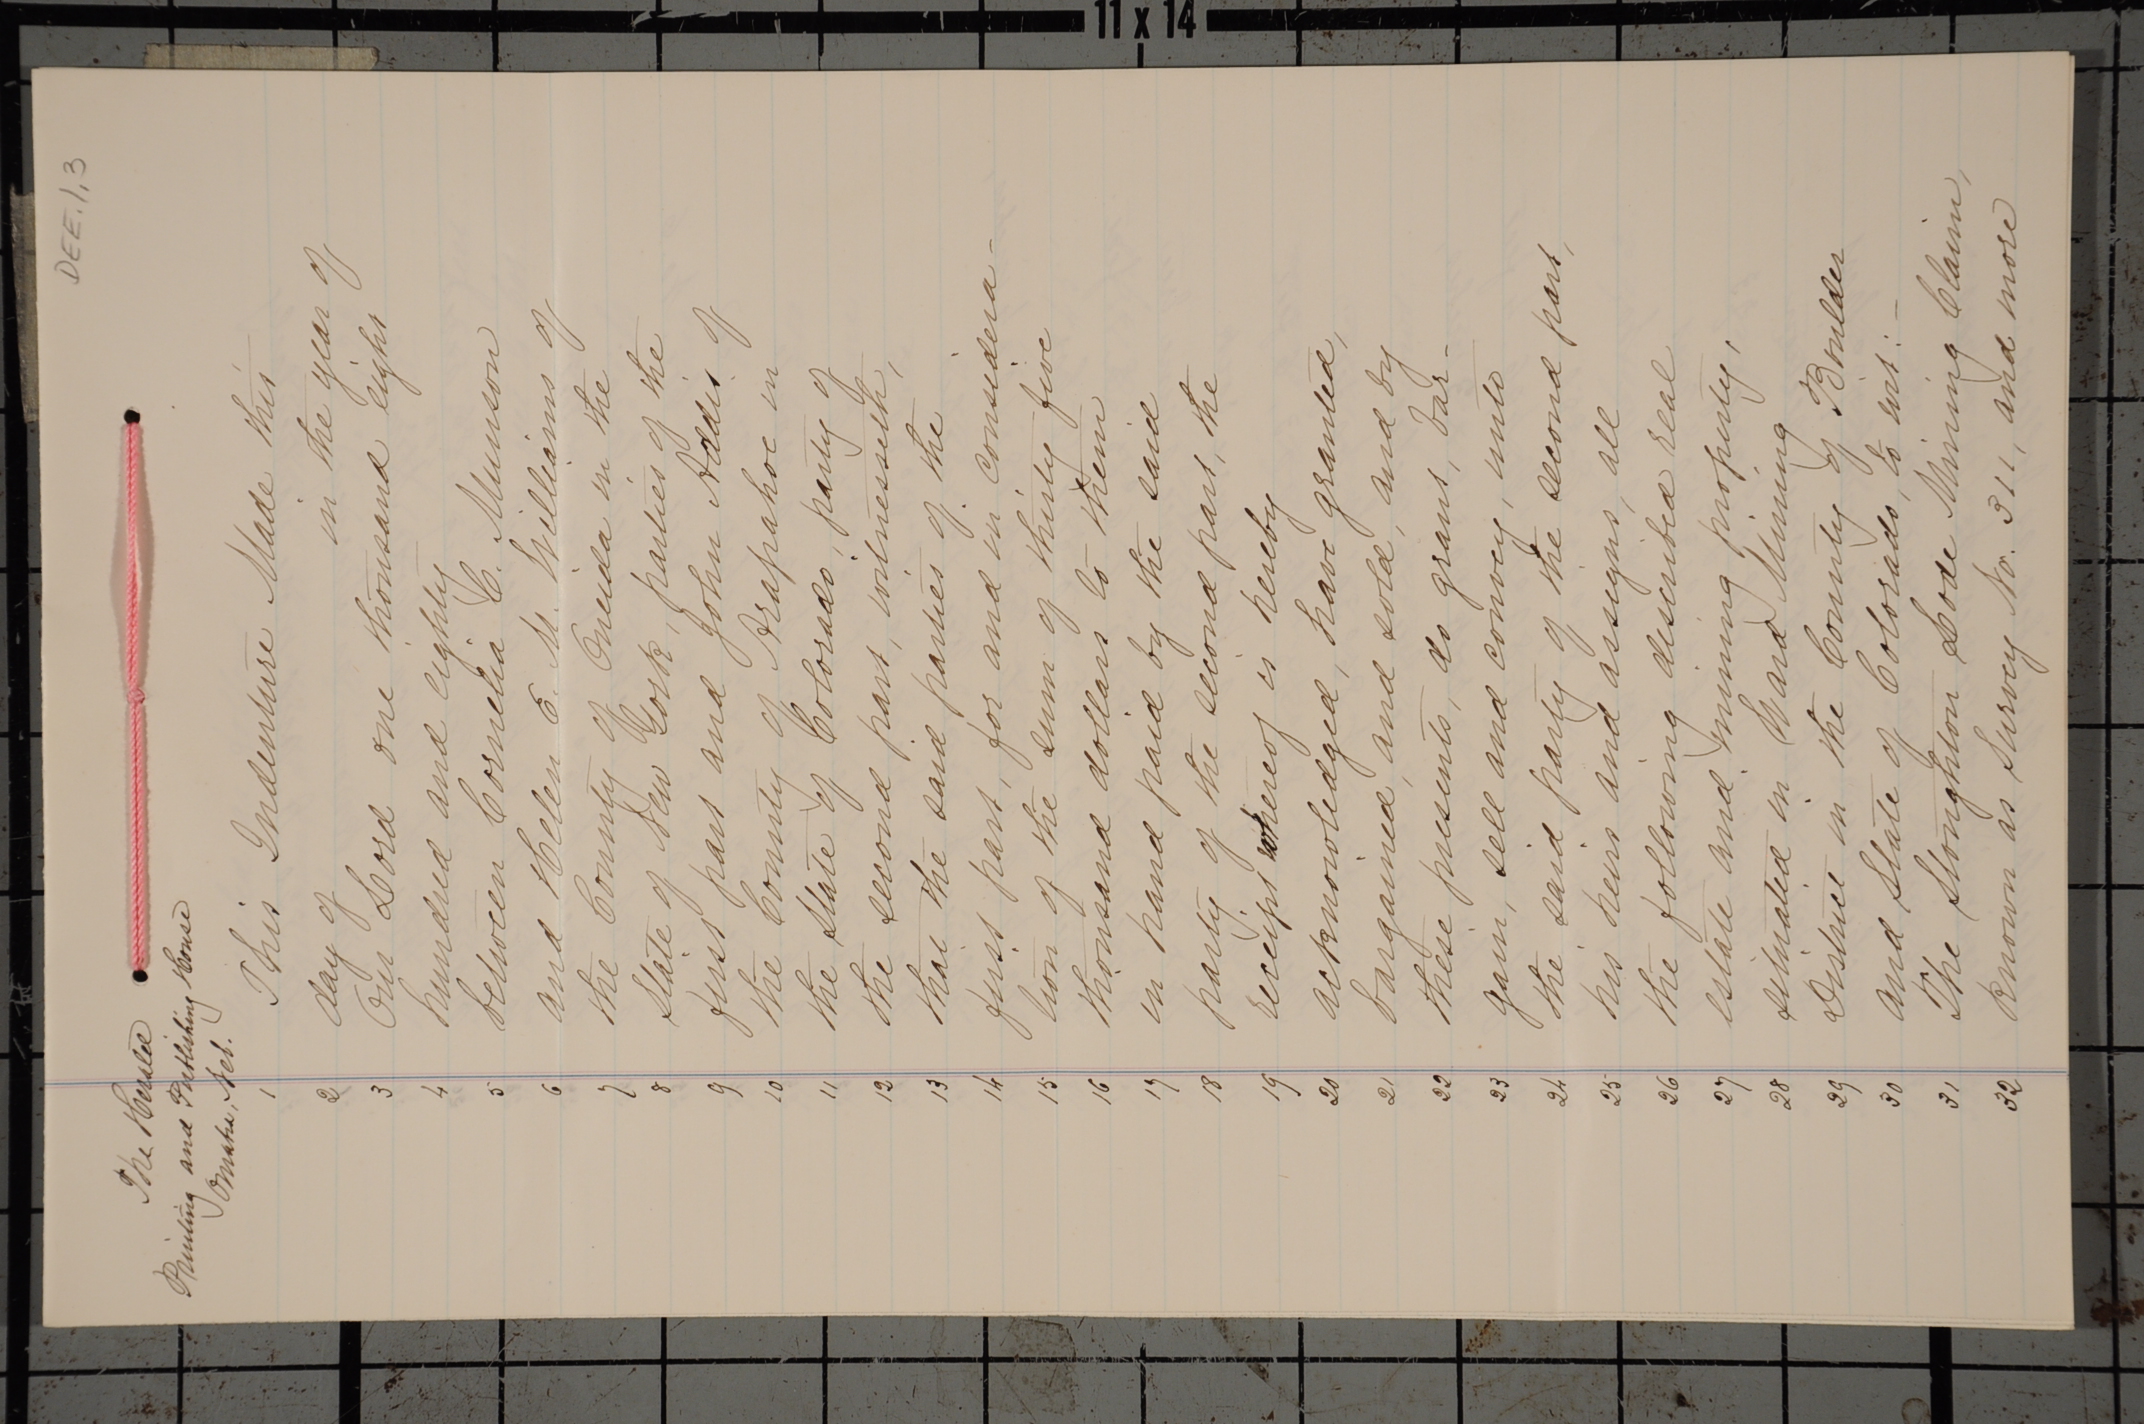 DEE.1.3
The Herald
Printing and Publishing House
Omaha, Neb.
1 This Indenture Made this
2 day of in the year of
3 Our Lord one thousand eight
4 hundred and eighty
5 between Cornelia C. Munson
6 and Helen E. M. Williams of
7 the County of Oneida in the
8 State of New York, parties of the
9 first part and John Addis of
10 the County of Arapahoe in
11 the State of Colorado, party of
12 the second part, witnesseth,
13 that the said parties of the
14 first part, for and in considera-
15 tion of the sum of thirty five
16 thousand dollars to them
17 in hand paid by the said
18 party of the second part, the
19 receipt whereof is hereby
20 acknowledged, have granted,
21 bargained, and sold, and by
22 these presents, do grant, bar-
23 gain, sell and convey, unto
24 the said party of the second part,
25 his heirs and assigns, all
26 the following described real
27 estate and mining property,
28 situated in Ward Mining
29 District in the County of Boulder
30 and State of Colorado, to wit:-
31 The Stoughton Lode Mining Claim,
32 known as Survey No. 311, and more
11 x 14